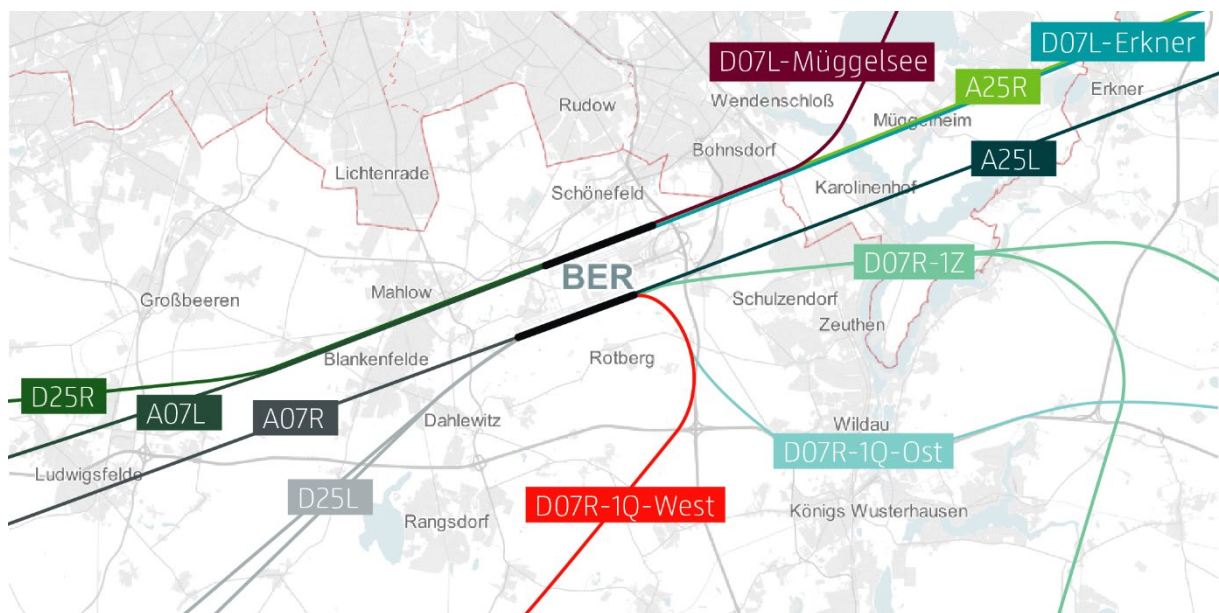 D07L-Erkner
D07L-Müggelsee
A25R
Erkner
Wendenschloß
Rudow
Müggelheim
Bohnsdorf
A25L
Lichtenrade
Karolinenhof
Schönefeld
D07R-1Z
BER
Mahlow
Großbeeren
Schulzendorf
Zeuthen
Blankenfelde
Rotberg
D25R
A07L
A07R
Dahlewitz
Wildau
D07R-1Q-Ost
Ludwigsfelde
D25L
D07R-1Q-West
Rangsdorf
Königs Wusterhausen